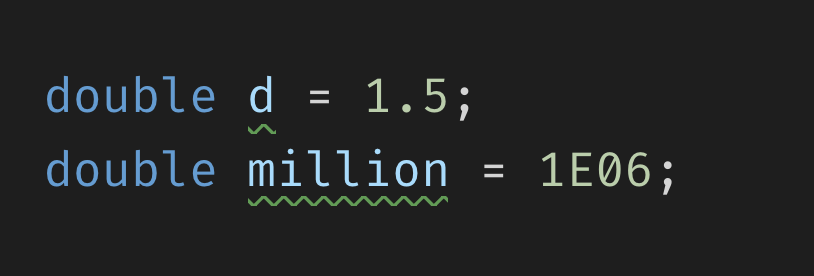 double d = 1.5;
double million = 1E06;